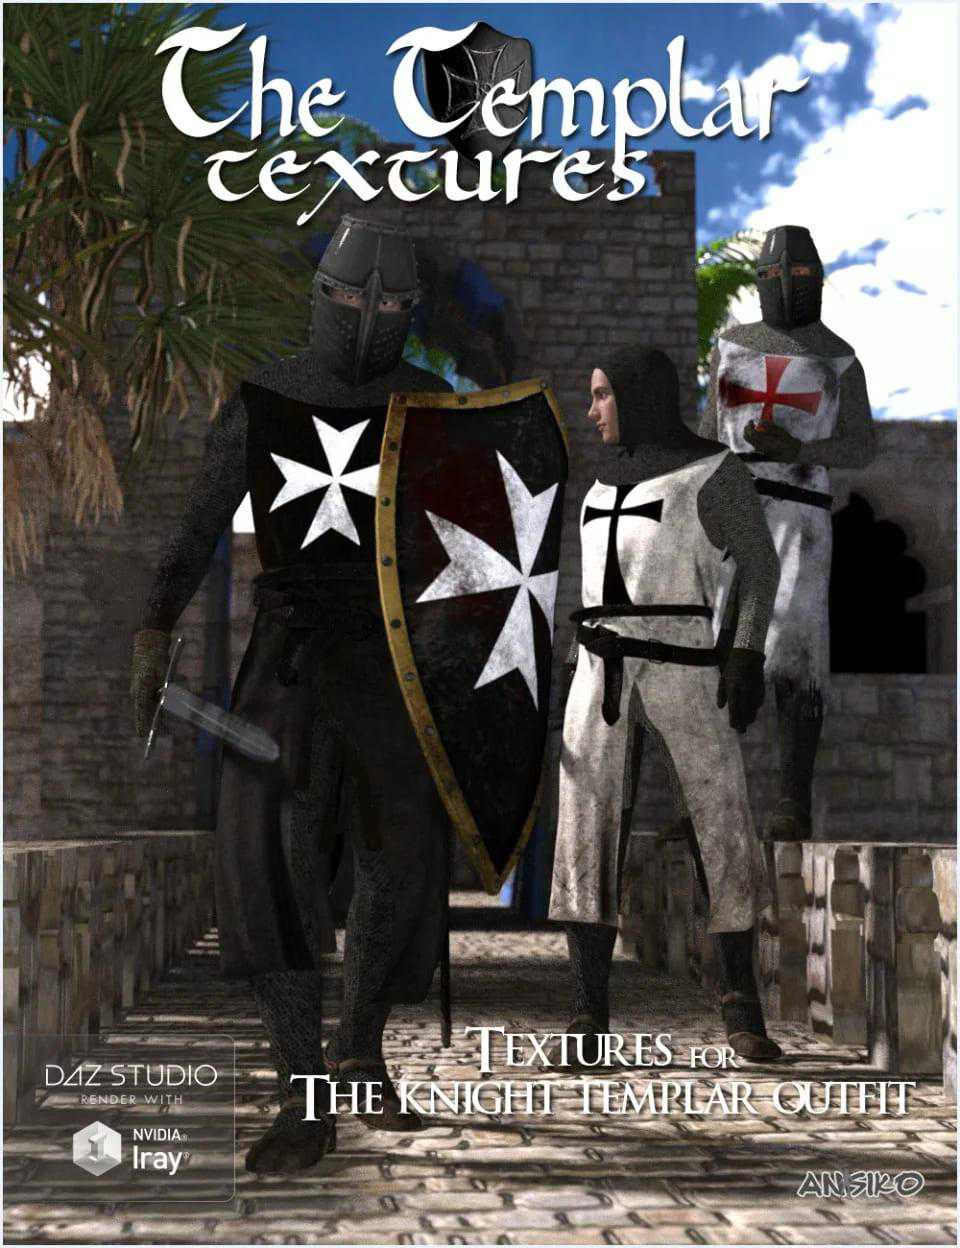 The Templar
textures
TEXTURES FOR
THE KNIGHT TEMPLAR OUTFIT
DAZ STUDIO
RENDER WITH
NVIDIA®
Iray®
ANSIKO